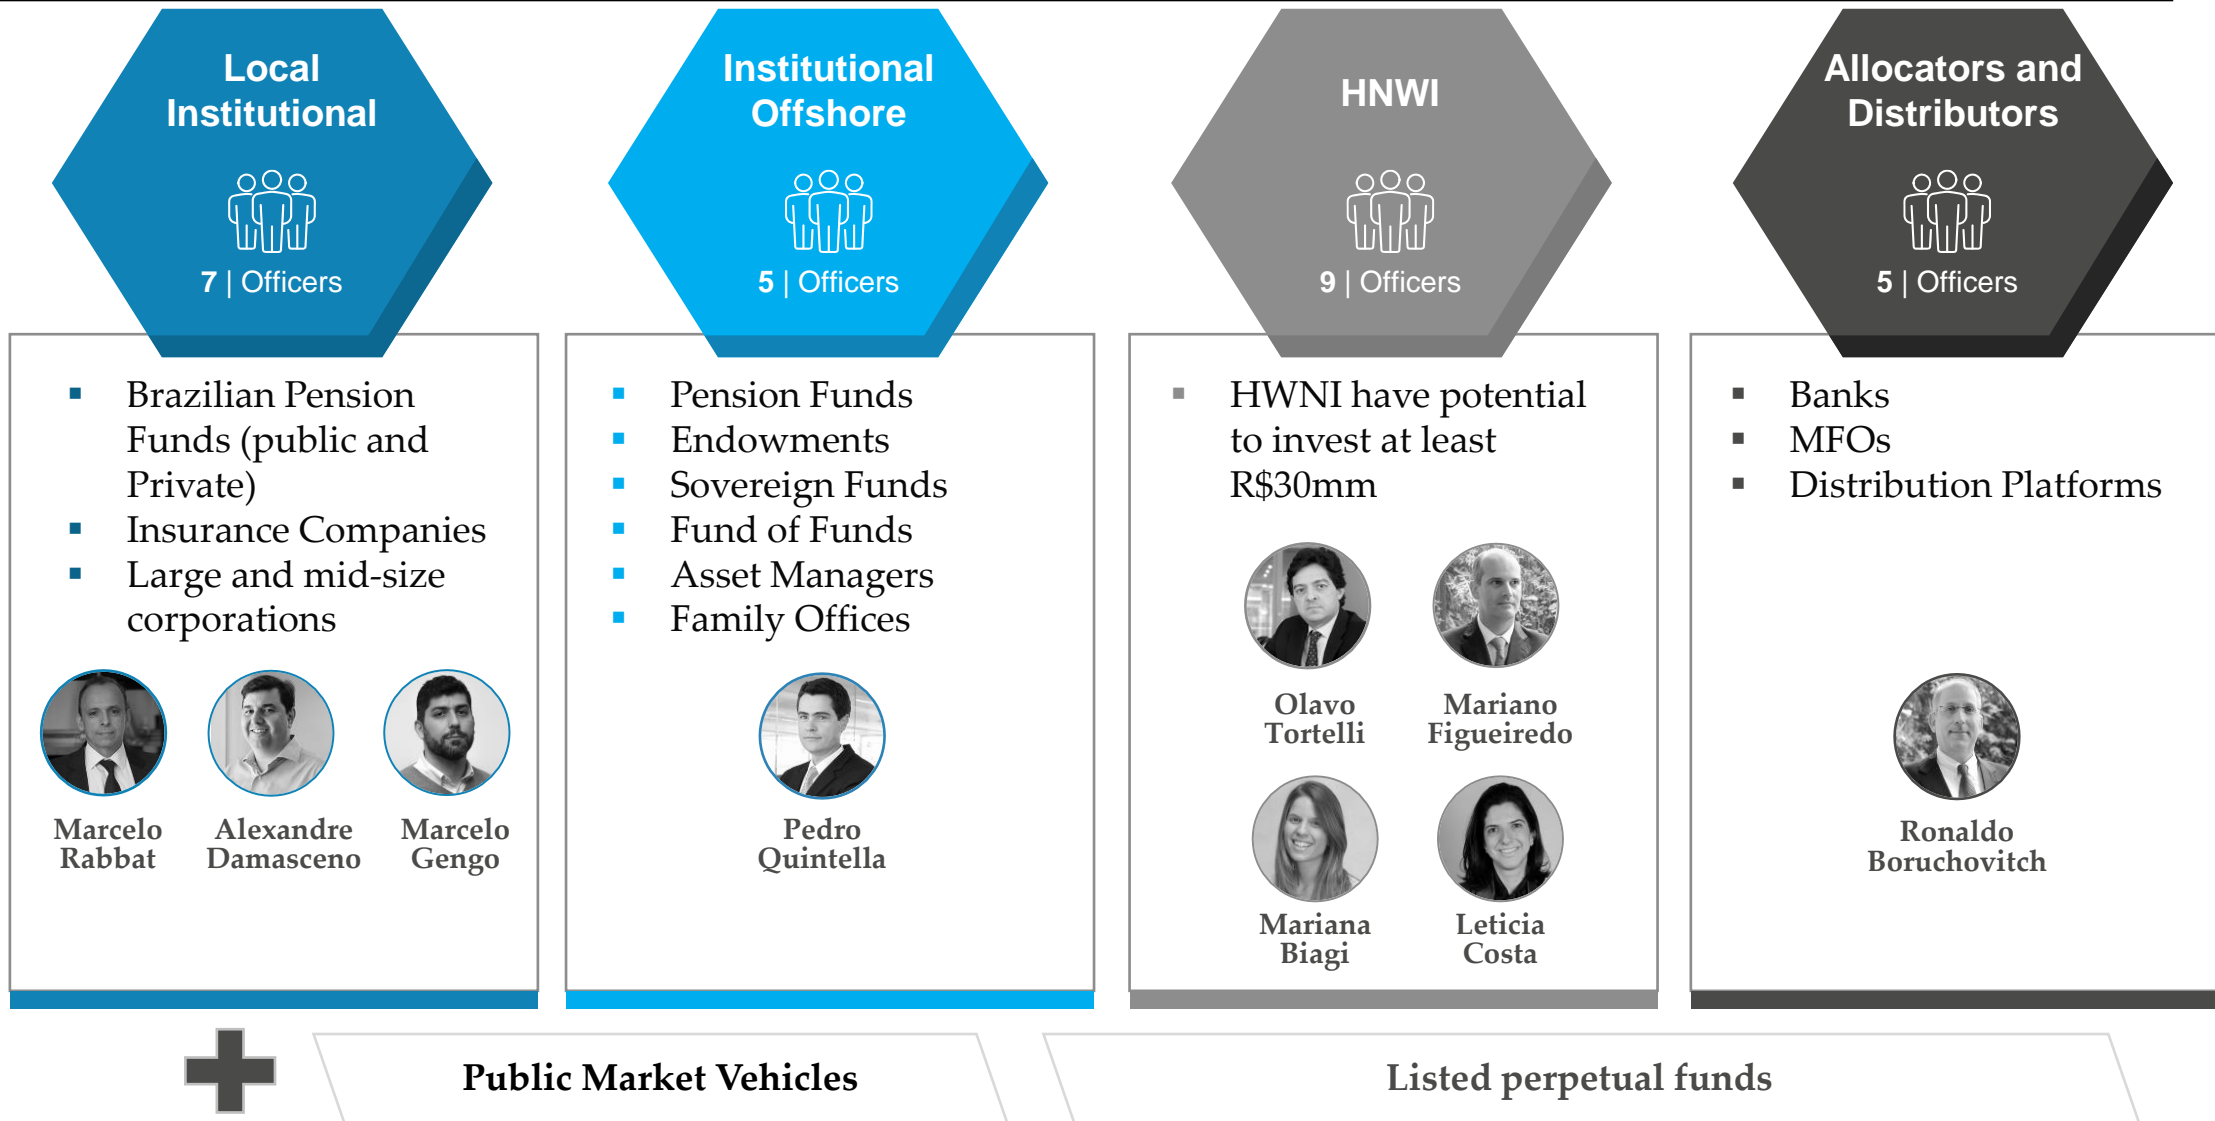 Local
Institutional
7 | Officers
Brazilian Pension
Funds (public and
Private)
Insurance Companies
Large and mid-size
corporations
Marcelo
Rabbat
Alexandre
Damasceno
Marcelo
Gengo
Institutional
Offshore
5 | Officers
Pension Funds
Endowments
Sovereign Funds
Fund of Funds
Asset Managers
Family Offices
Pedro
Quintella
HNWI
9 | Officers
HWNI have potential
to invest at least
R$30mm
Olavo
Tortelli
Mariano
Figueiredo
Mariana
Biagi
Leticia
Costa
Allocators and
Distributors
5 | Officers
Banks
MFOs
Distribution Platforms
Ronaldo
Boruchovitch
Public Market Vehicles
Listed perpetual funds